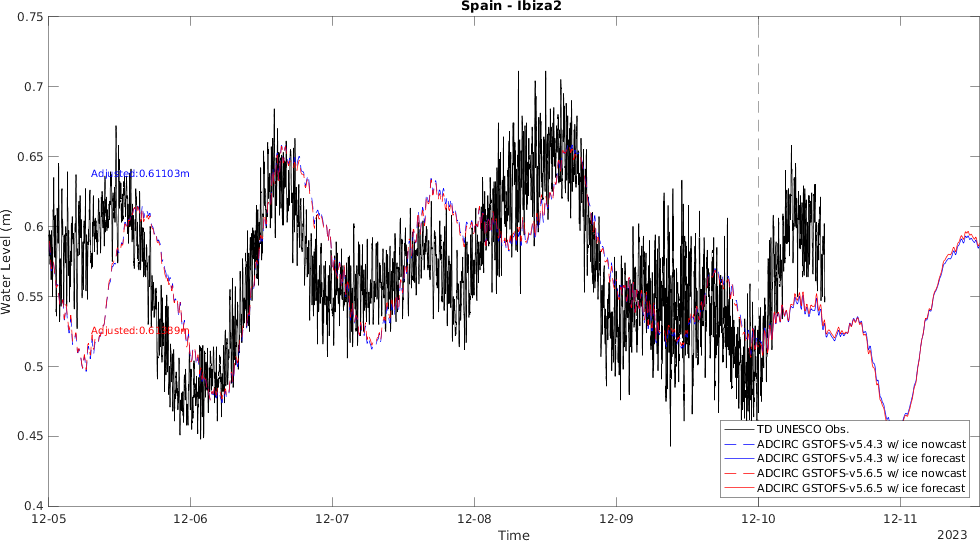 Spain - Ibiza2
0.75
0.7
0.65
0.6
0.55
0.5
0.45
0.4
Water Level (m)
Adjusted:0.61103m
TD UNESCO Obs.
ADCIRC GSTOFS-v5.4.3 w/ ice nowcast
ADCIRC GSTOFS-v5.4.3 w/ ice forecast
ADCIRC GSTOFS-v5.6.5 w/ ice nowcast
ADCIRC GSTOFS-v5.6.5 w/ ice forecast
12-05 12-06 12-07 12-08 12-09 12-10 12-11
Time
2023